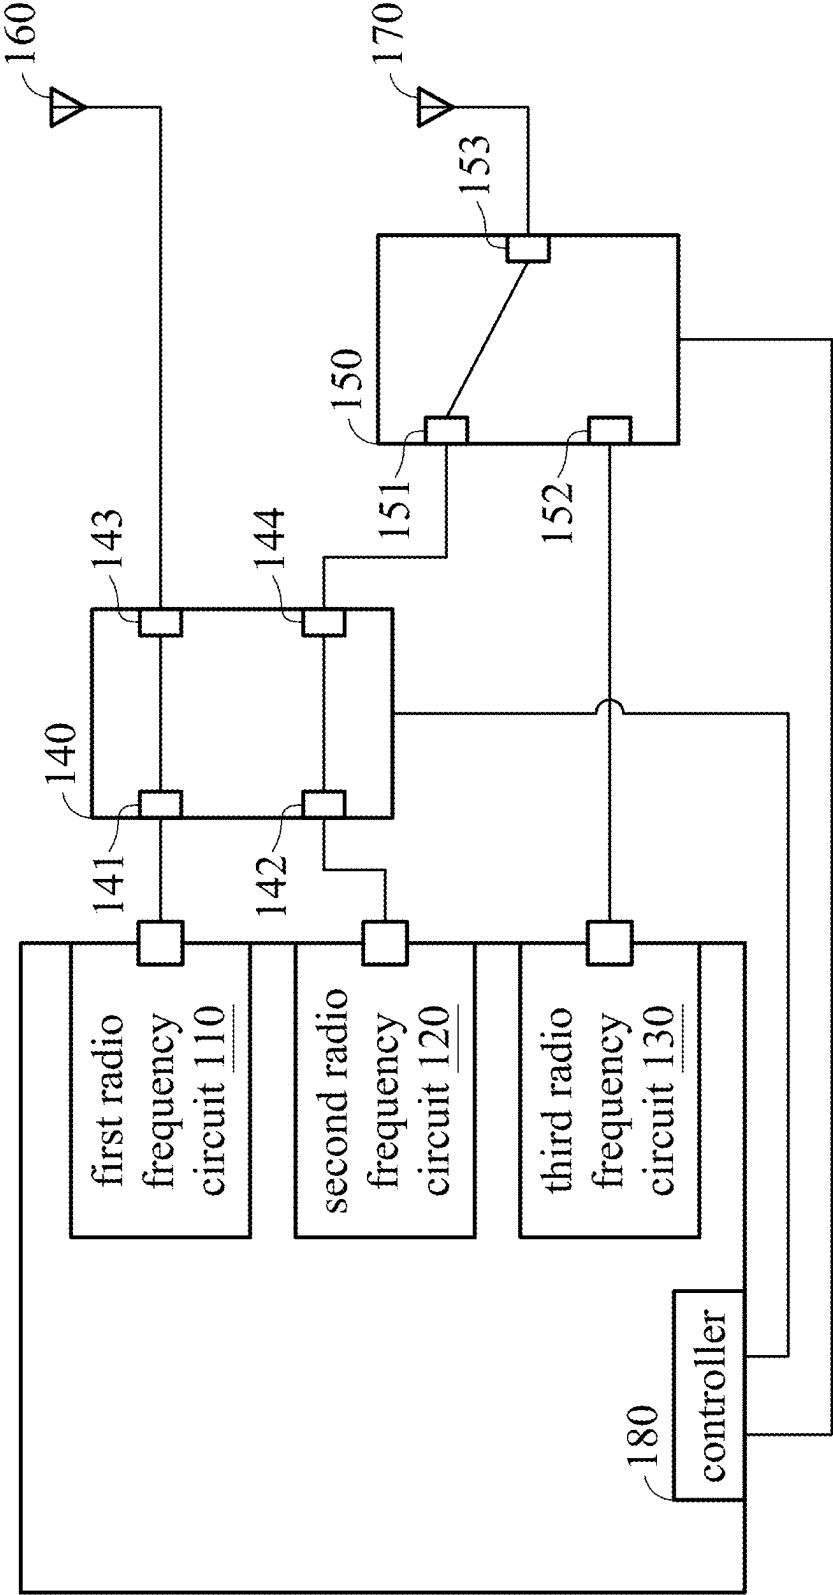 first radio
frequency
circuit 110
second radio
frequency
circuit 120
third radio
frequency
circuit 130
180
controller
140
141
142
143
144
150
151
152
153
160
170